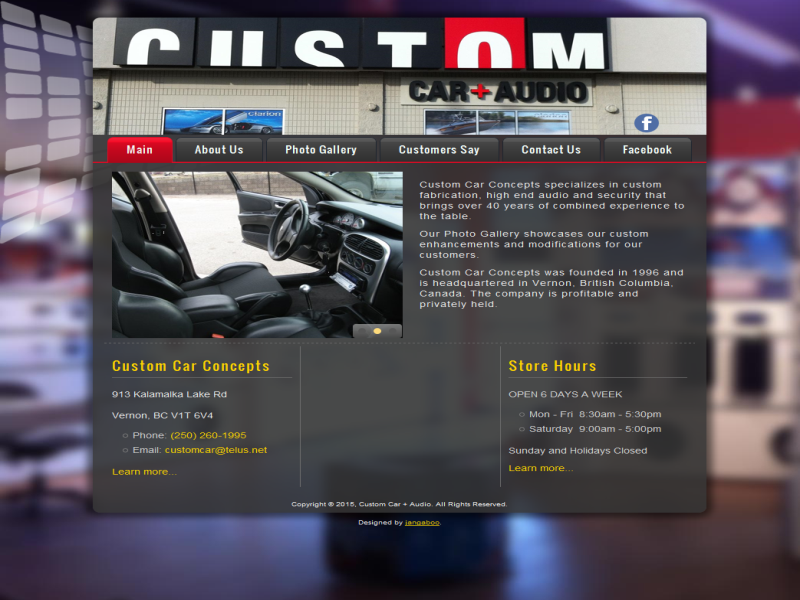 CUSTOM
CAR+AUDIO
Clarion
Clarion
f
Main
About Us
Photo Gallery
Customers Say
Contact Us
Facebook
Custom Car Concepts specializes in custom
fabrication, high end audio and security that
brings over 40 years of combined experience to
the table.
Our Photo Gallery showcases our custom
enhancements and modifications for our
customers.
Custom Car Concepts was founded in 1996 and
is headquartered in Vernon, British Columbia,
Canada. The company is profitable and
privately held.
Custom Car Concepts
913 Kalamalka Lake Rd
Vernon, BC V1T 6V4
Phone: (250) 260-1995
Email: customcar@telus.net
Learn more...
Store Hours
OPEN 6 DAYS A WEEK
Mon - Fri 8:30am - 5:30pm
Saturday 9:00am - 5:00pm
Sunday and Holidays Closed
Learn more...
Copyright ® 2015, Custom Car + Audio. All Rights Reserved.
Designed by jangaboo.